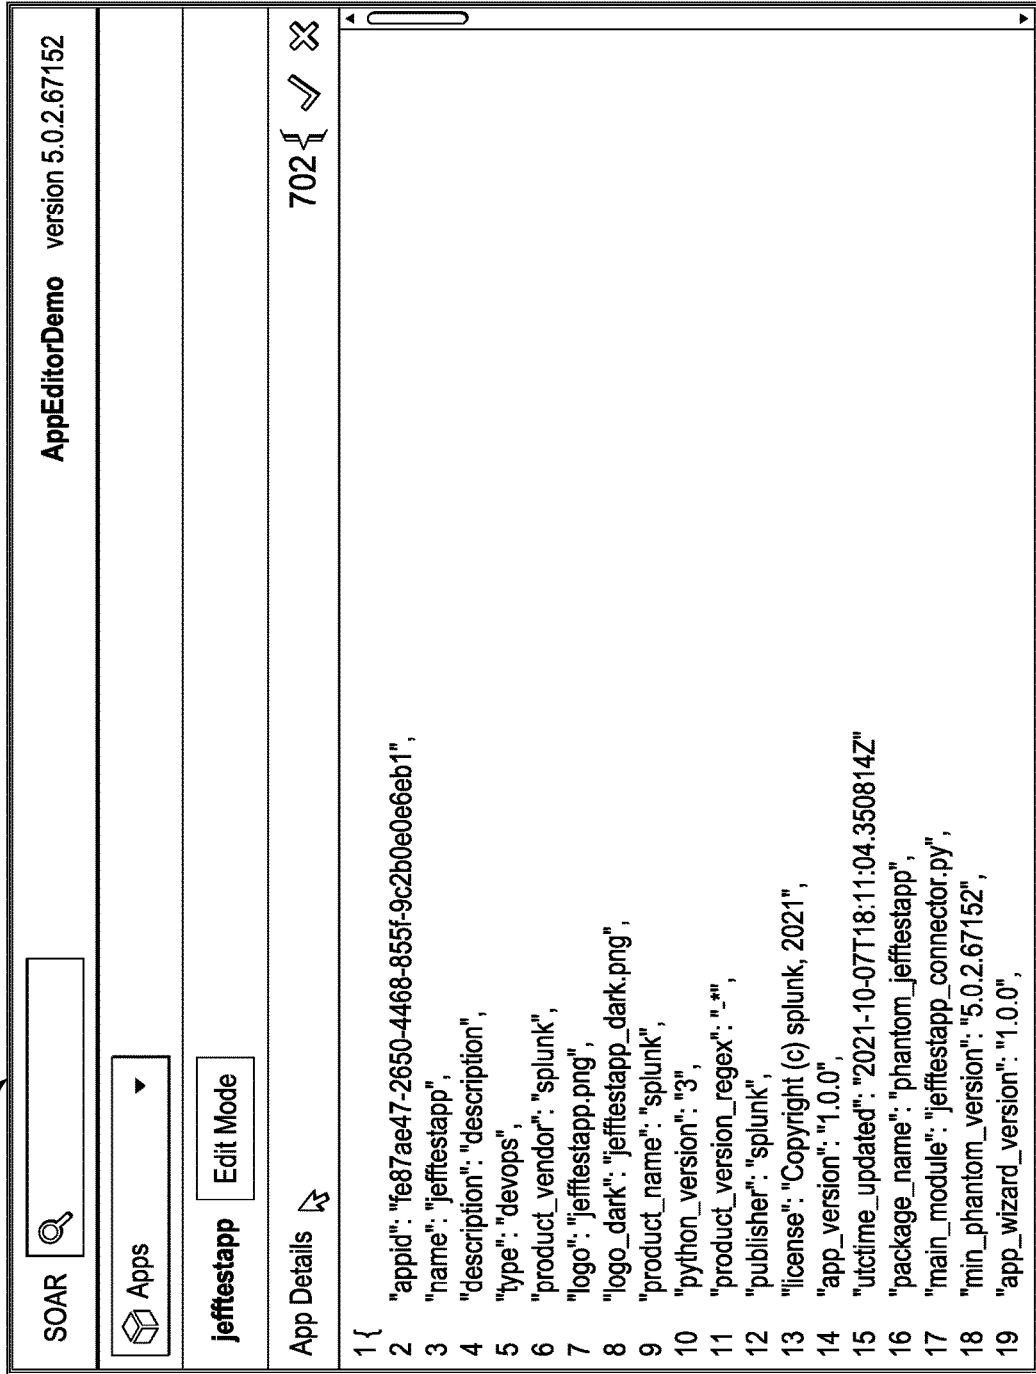 SOAR AppEditorDemo version 5.0.2.67152
Apps
jefftestapp Edit Mode
App Details 702
1 {
2 "appid": "fe87ae47-2650-4468-855f-9c2b0e0e6eb1",
3 "name": "jefftestapp",
4 "description": "description",
5 "type": "devops",
6 "product_vendor": "splunk",
7 "logo": "jefftestapp.png",
8 "logo_dark": "jefftestapp_dark.png",
9 "product_name": "splunk",
10 "python_version": "3",
11 "product_version_regex": "-*",
12 "publisher": "splunk",
13 "license": "Copyright (c) splunk, 2021",
14 "app_version": "1.0.0",
15 "utctime_updated": "2021-10-07T18:11:04.350814Z"
16 "package_name": "phantom_jefftestapp",
17 "main_module": "jefftestapp_connector.py",
18 "min_phantom_version": "5.0.2.67152",
19 "app_wizard_version": "1.0.0",